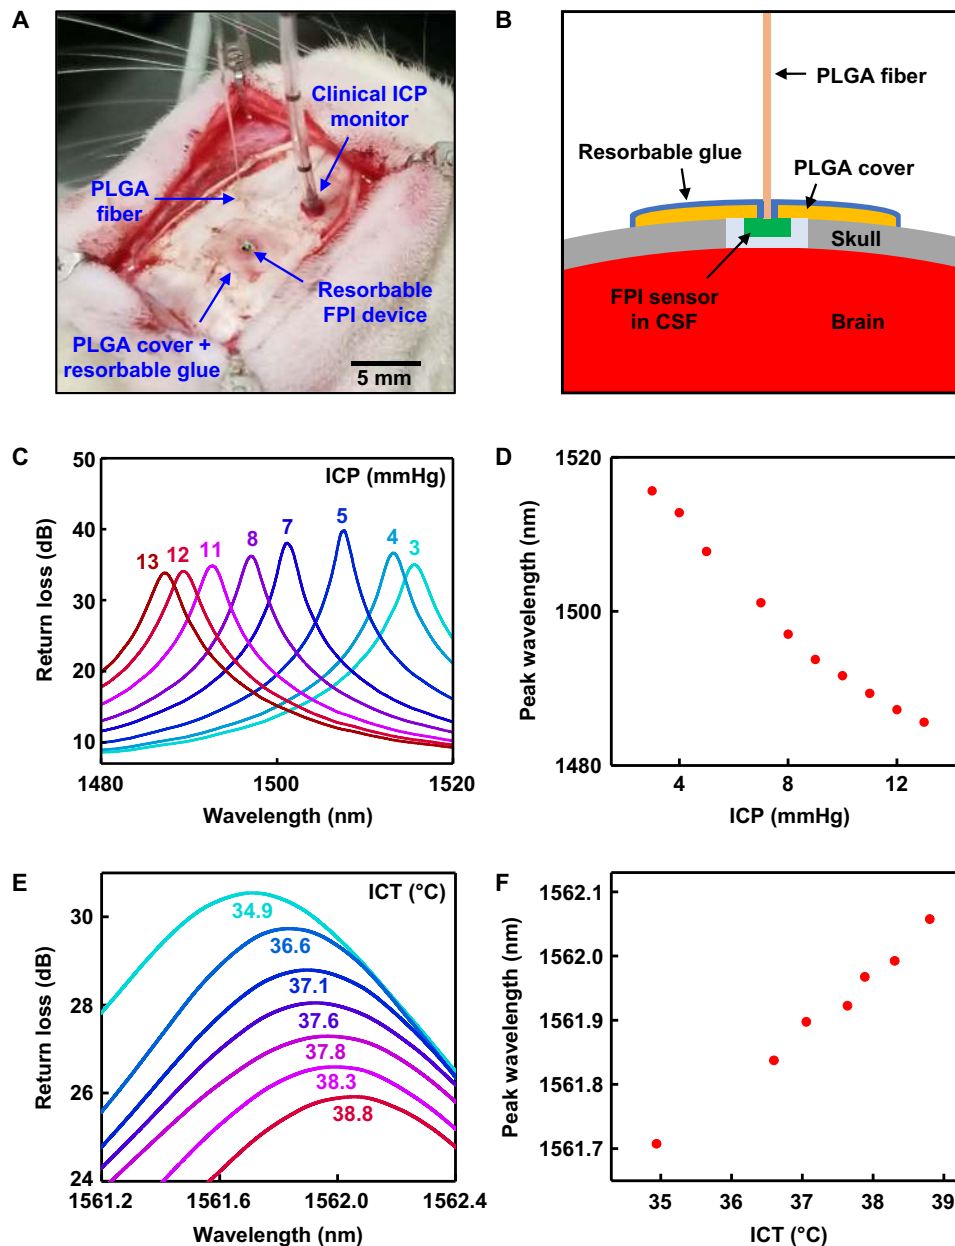 A
Clinical ICP
monitor
PLGA
fiber
Resorbable
FPI device
PLGA cover +
resorbable glue
5 mm
B
PLGA fiber
Resorbable glue
PLGA cover
Skull
FPI sensor
in CSF
Brain
C
ICP (mmHg)
50
40
30
20
10
Return loss (dB)
13
12
11
8
7
5
4
3
1480
1500
1520
Wavelength (nm)
D
1520
1500
1480
Peak wavelength (nm)
4
8
12
ICP (mmHg)
E
ICT (°C)
30
28
26
24
Return loss (dB)
34.9
36.6
37.1
37.6
37.8
38.3
38.8
1561.2
1561.6
1562.0
1562.4
Wavelength (nm)
F
1562.1
1562.0
1561.9
1561.8
1561.7
Peak wavelength (nm)
35
36
37
38
39
ICT (°C)